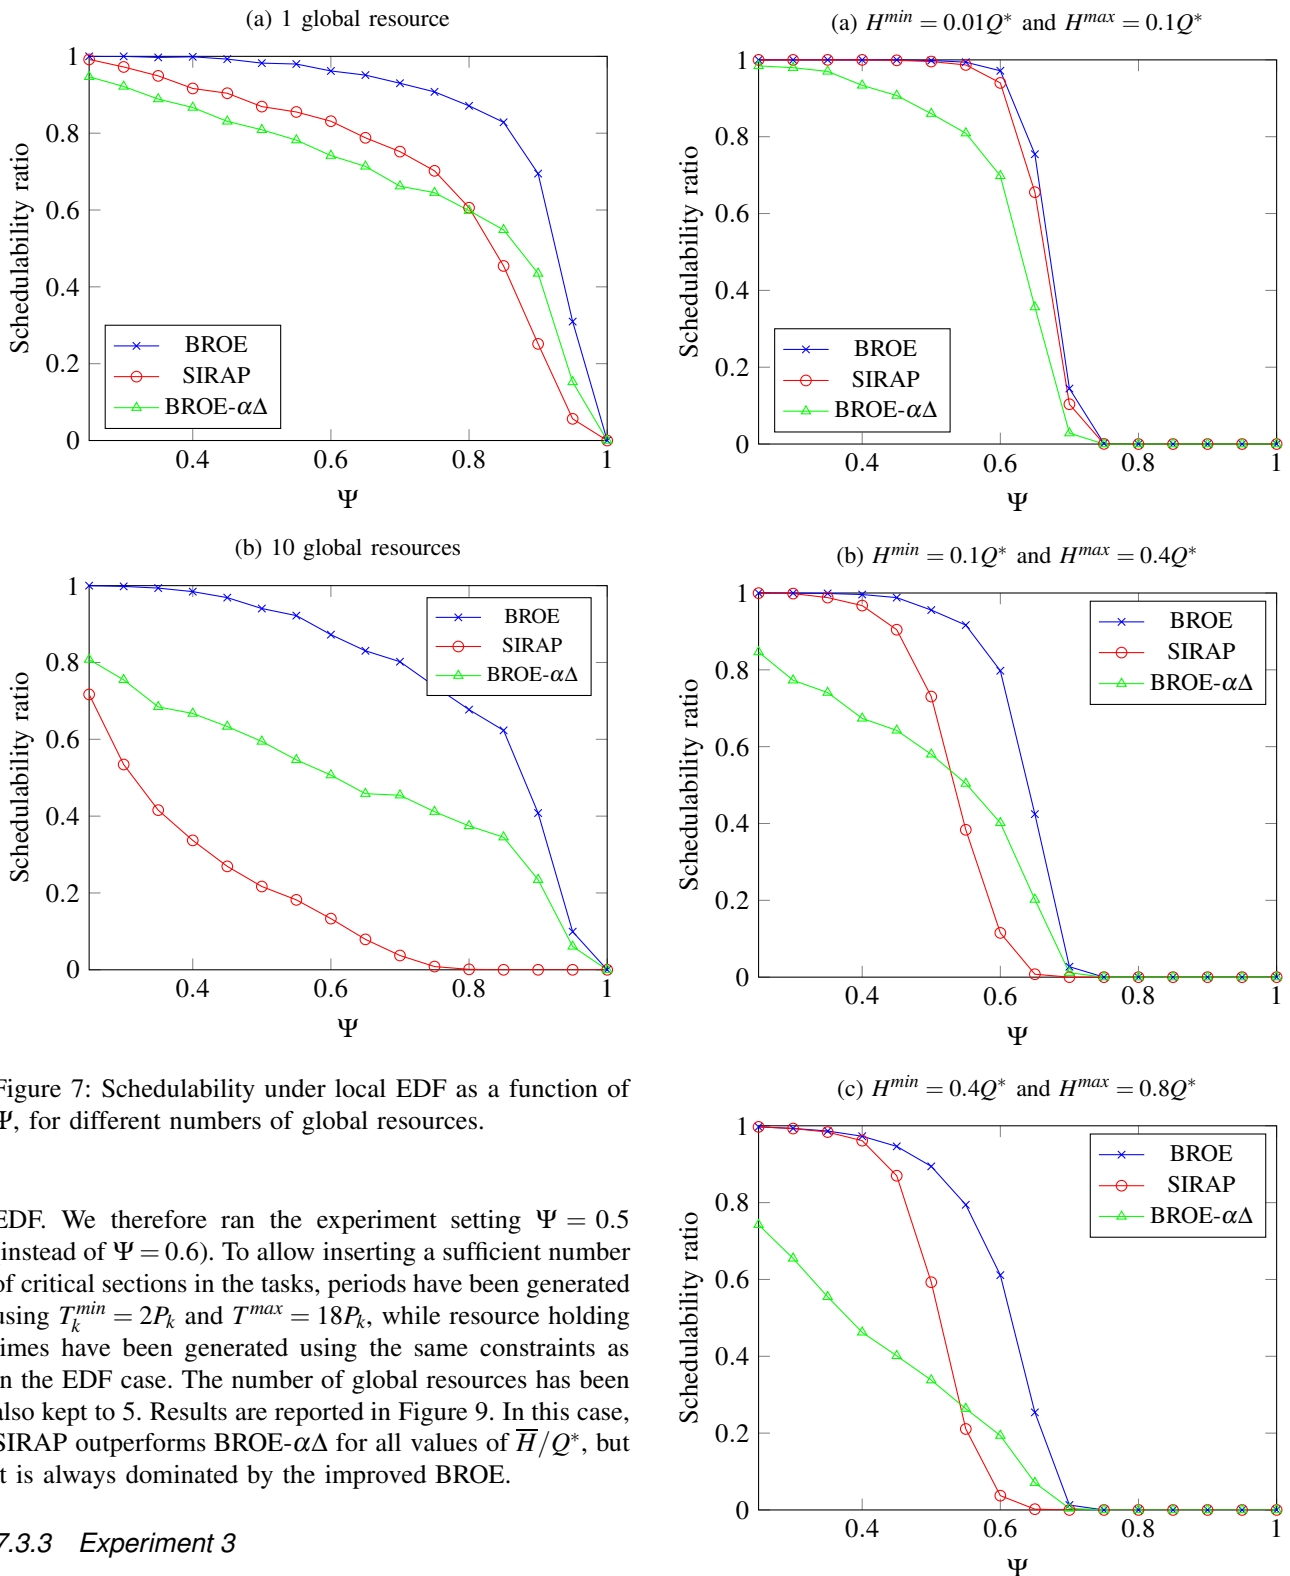 (a) 1 global resource
1
0.8
0.6
0.4
0.2
0
Schedulability ratio
BROE
SIRAP
BROE-αΔ
0.4
0.6
0.8
1
Ψ
(b) 10 global resources
1
0.8
0.6
0.4
0.2
0
Schedulability ratio
BROE
SIRAP
BROE-αΔ
0.4
0.6
0.8
1
Ψ
Figure 7: Schedulability under local EDF as a function of
Ψ, for different numbers of global resources.
EDF. We therefore ran the experiment setting Ψ = 0.5
(instead of Ψ = 0.6). To allow inserting a sufficient number
of critical sections in the tasks, periods have been generated
using T_k^min = 2P_k and T^max = 18P_k, while resource holding
times have been generated using the same constraints as
in the EDF case. The number of global resources has been
also kept to 5. Results are reported in Figure 9. In this case,
SIRAP outperforms BROE-αΔ for all values of H̅/Q*, but
it is always dominated by the improved BROE.
7.3.3 Experiment 3
(a) H^min = 0.01Q* and H^max = 0.1Q*
1
0.8
0.6
0.4
0.2
0
Schedulability ratio
BROE
SIRAP
BROE-αΔ
0.4
0.6
0.8
1
Ψ
(b) H^min = 0.1Q* and H^max = 0.4Q*
1
0.8
0.6
0.4
0.2
0
Schedulability ratio
BROE
SIRAP
BROE-αΔ
0.4
0.6
0.8
1
Ψ
(c) H^min = 0.4Q* and H^max = 0.8Q*
1
0.8
0.6
0.4
0.2
0
Schedulability ratio
BROE
SIRAP
BROE-αΔ
0.4
0.6
0.8
1
Ψ